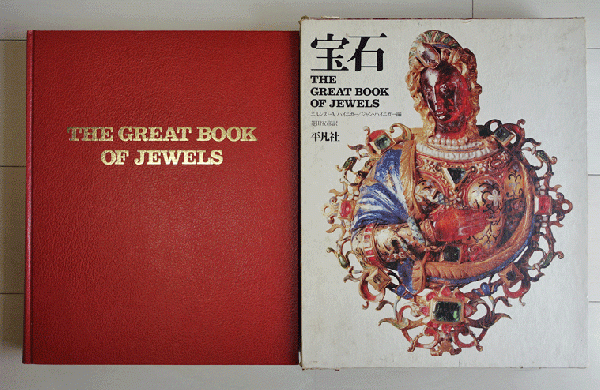 THE GREAT BOOK
OF JEWELS
宝石
THE
GREAT BOOK
OF JEWELS
平凡社